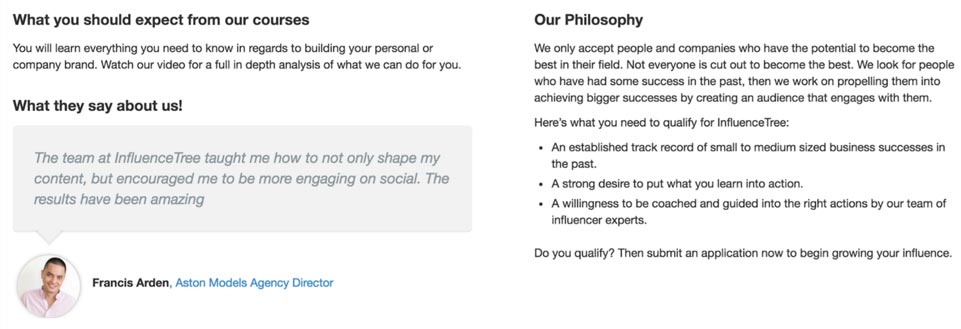 What you should expect from our courses
You will learn everything you need to know in regards to building your personal or
company brand. Watch our video for a full in depth analysis of what we can do for you.
What they say about us!
The team at InfluenceTree taught me how to not only shape my
content, but encouraged me to be more engaging on social. The
results have been amazing
Francis Arden, Aston Models Agency Director
Our Philosophy
We only accept people and companies who have the potential to become the
best in their field. Not everyone is cut out to become the best. We look for people
who have had some success in the past, then we work on propelling them into
achieving bigger successes by creating an audience that engages with them.
Here's what you need to qualify for InfluenceTree:
• An established track record of small to medium sized business successes in
the past.
• A strong desire to put what you learn into action.
• A willingness to be coached and guided into the right actions by our team of
influencer experts.
Do you qualify? Then submit an application now to begin growing your influence.